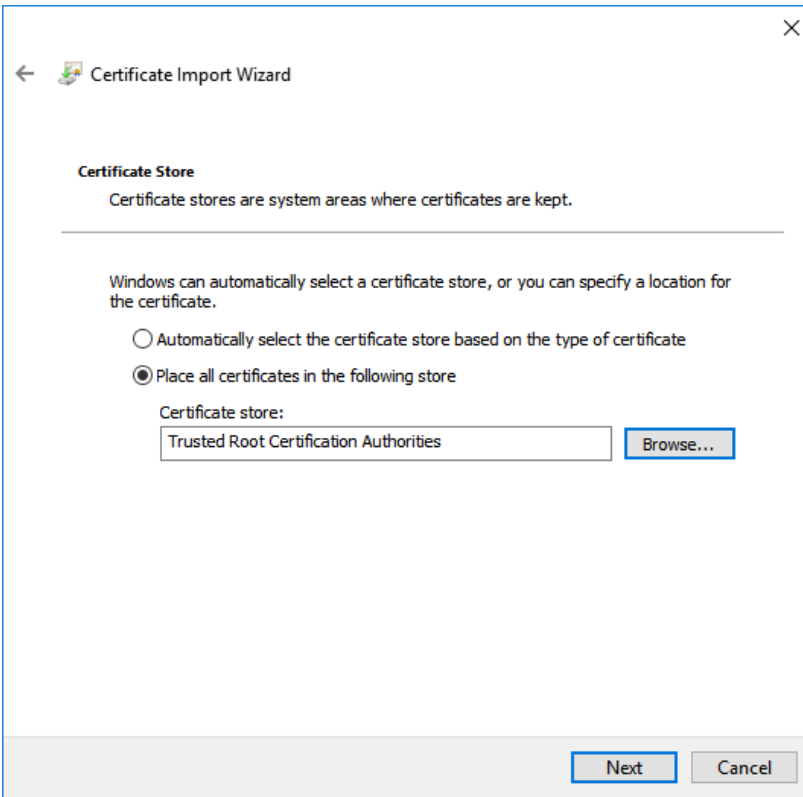 Certificate Import Wizard
Certificate Store
Certificate stores are system areas where certificates are kept.
Windows can automatically select a certificate store, or you can specify a location for
the certificate.
Automatically select the certificate store based on the type of certificate
Place all certificates in the following store
Certificate store:
Trusted Root Certification Authorities
Browse...
Next
Cancel